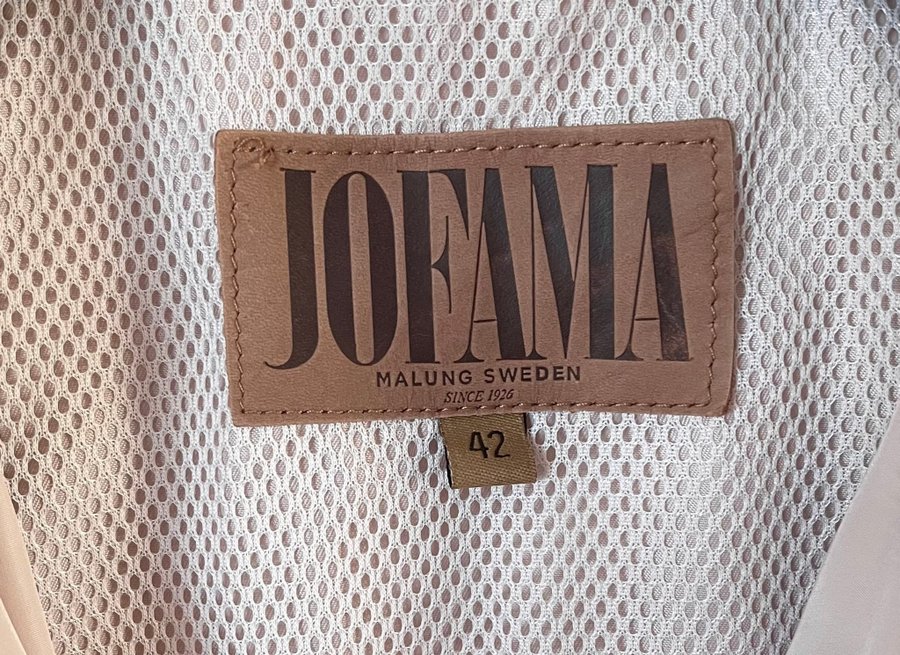 JOFAMA
MALUNG SWEDEN
SINCE 1926
42